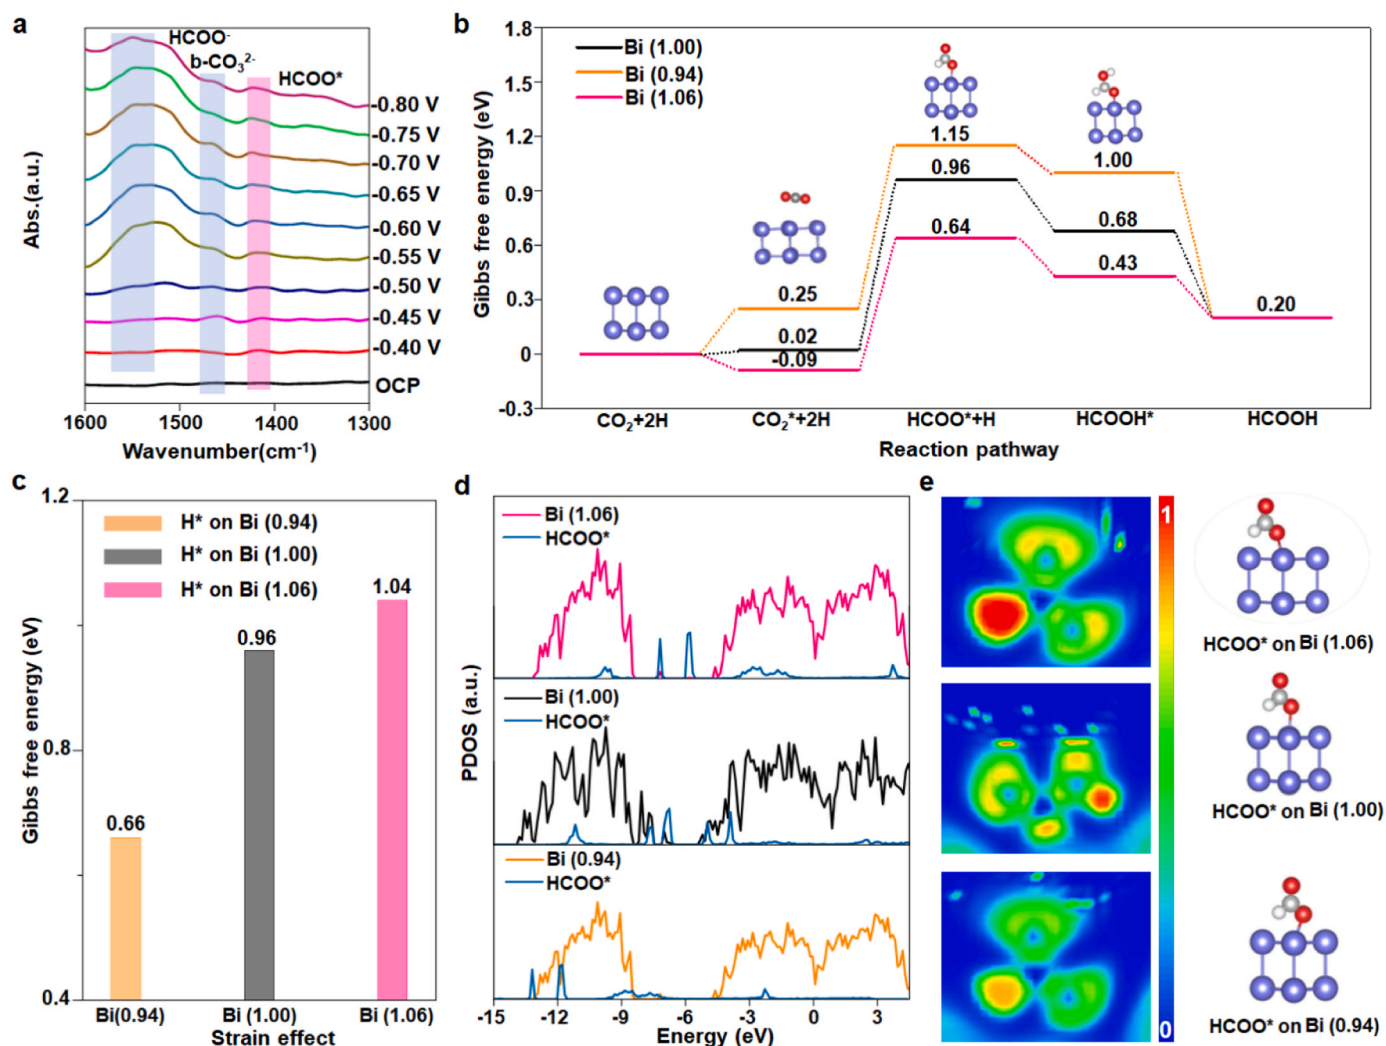 a
HCOO⁻
b-CO₃²⁻
HCOO*
-0.80 V
-0.75 V
-0.70 V
-0.65 V
-0.60 V
-0.55 V
-0.50 V
-0.45 V
-0.40 V
OCP
Abs.(a.u.)
1600
1500
1400
1300
Wavenumber(cm⁻¹)
b
Gibbs free energy (eV)
1.8
1.5
1.2
0.9
0.6
0.3
0
-0.3
Bi (1.00)
Bi (0.94)
Bi (1.06)
0.25
0.02
-0.09
1.15
0.96
0.64
1.00
0.68
0.43
0.20
CO₂+2H
CO₂*+2H
HCOO*+H
HCOOH*
HCOOH
Reaction pathway
c
Gibbs free energy (eV)
1.2
0.8
0.4
H* on Bi (0.94)
H* on Bi (1.00)
H* on Bi (1.06)
0.66
0.96
1.04
Bi(0.94)
Bi (1.00)
Bi (1.06)
Strain effect
d
PDOS (a.u.)
Bi (1.06)
HCOO*
Bi (1.00)
HCOO*
Bi (0.94)
HCOO*
-15
-12
-9
-6
-3
0
3
Energy (eV)
e
1
0
HCOO* on Bi (1.06)
HCOO* on Bi (1.00)
HCOO* on Bi (0.94)